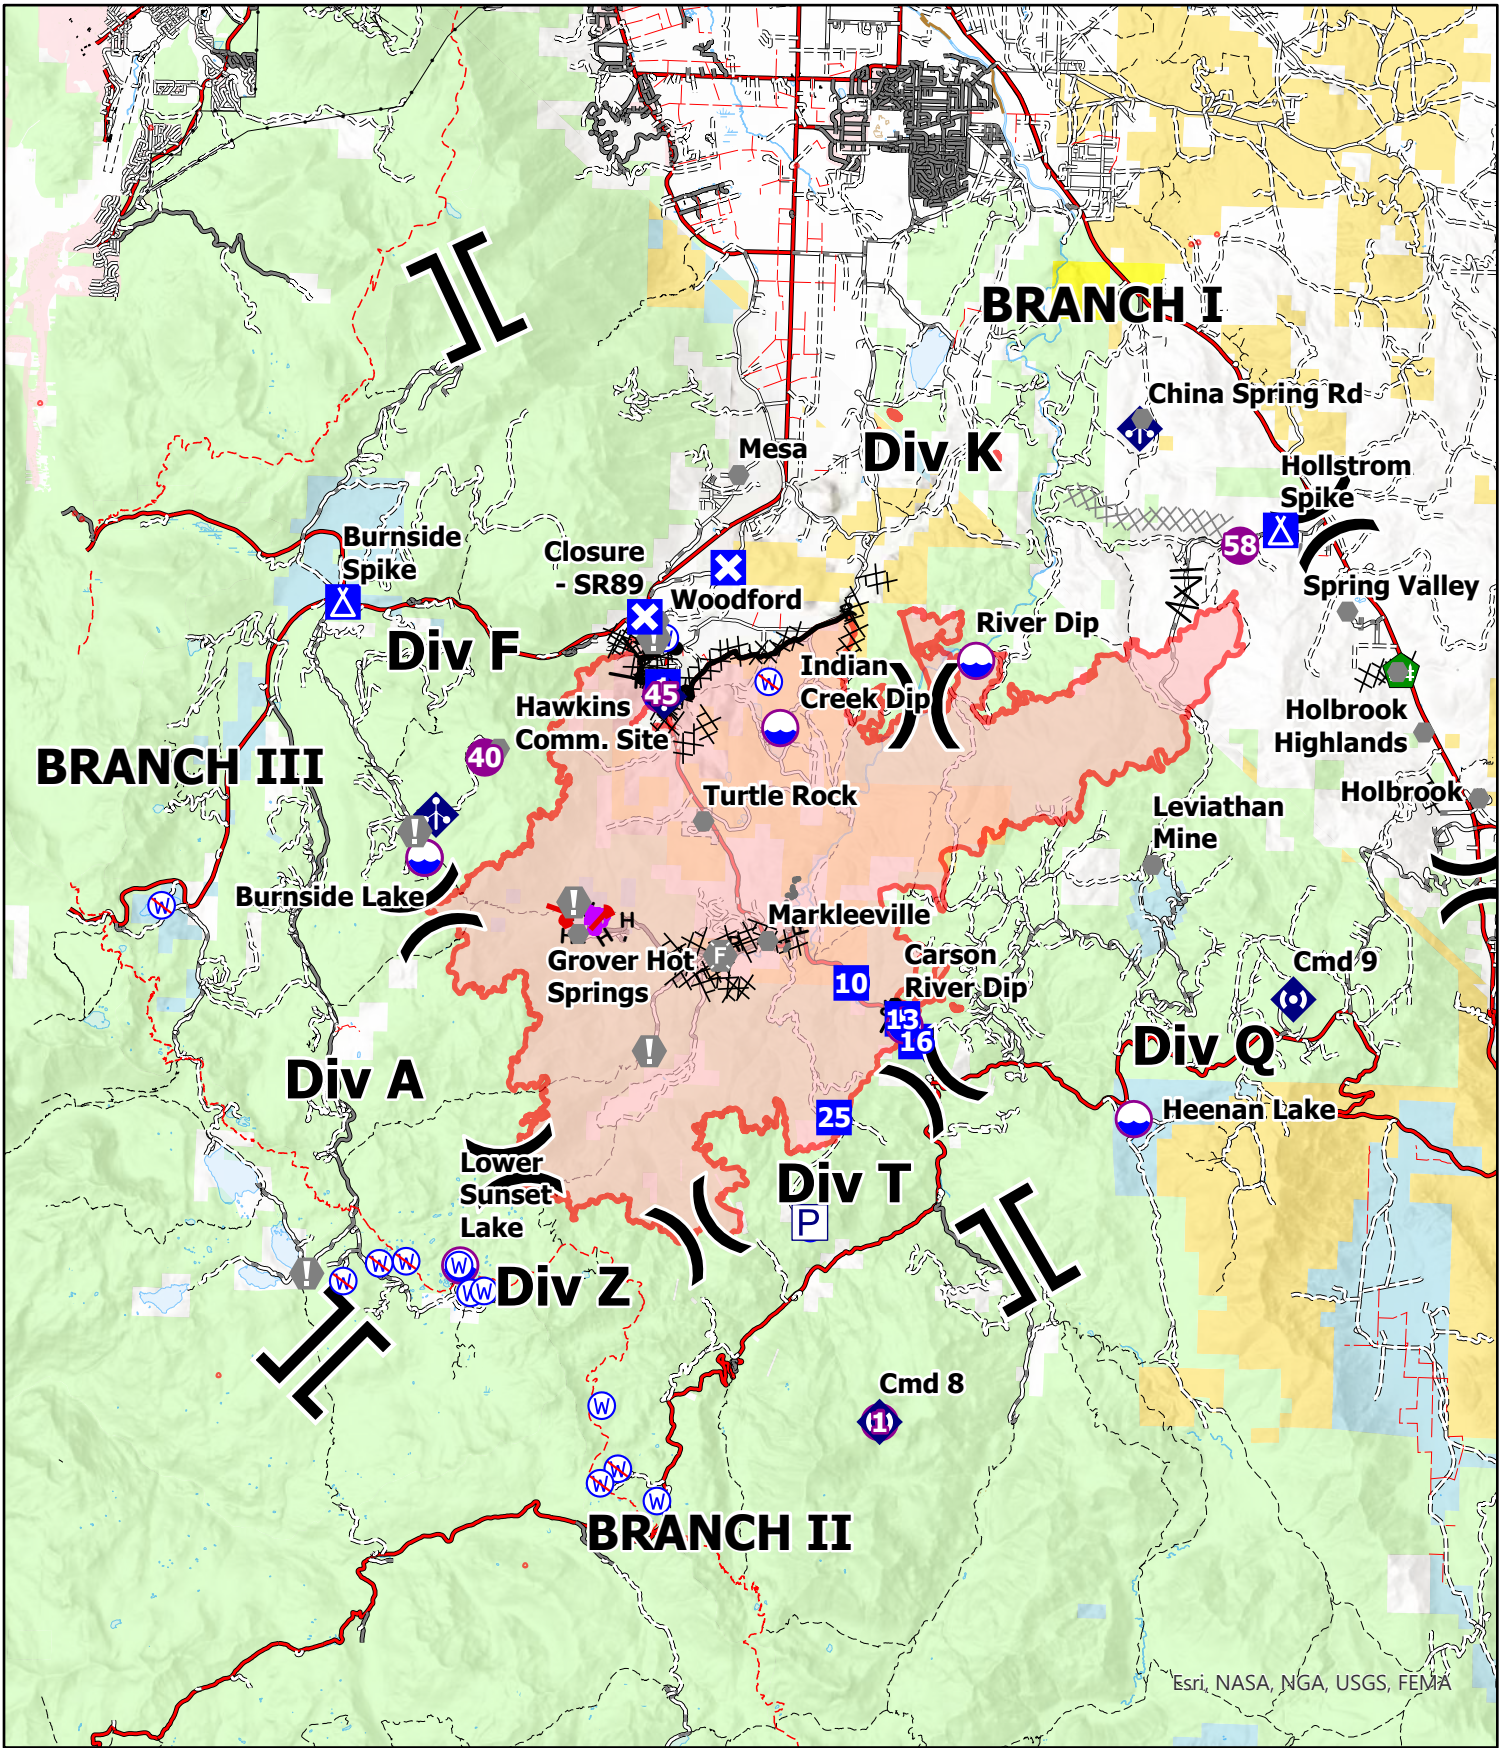 BRANCH I
China Spring Rd
Mesa
Div K
Hollstrom
Spike
Burnside
Spike
Closure
- SR89
58
Woodford
Spring Valley
River Dip
Div F
Indian
Creek Dip
45
Hawkins
Comm. Site
Holbrook
Highlands
BRANCH III
40
Turtle Rock
Holbrook
Leviathan
Mine
Burnside Lake
W
W
H
H
H
Markleeville
F
Grover Hot
Springs
Carson
River Dip
10
Cmd 9
13
16
Div Q
Div A
25
Heenan Lake
Lower
Sunset
Lake
Div T
P
W
W
W
W
W
W
Div Z
Cmd 8
1
W
W
W
W
BRANCH II
Esri, NASA, NGA, USGS, FEMA